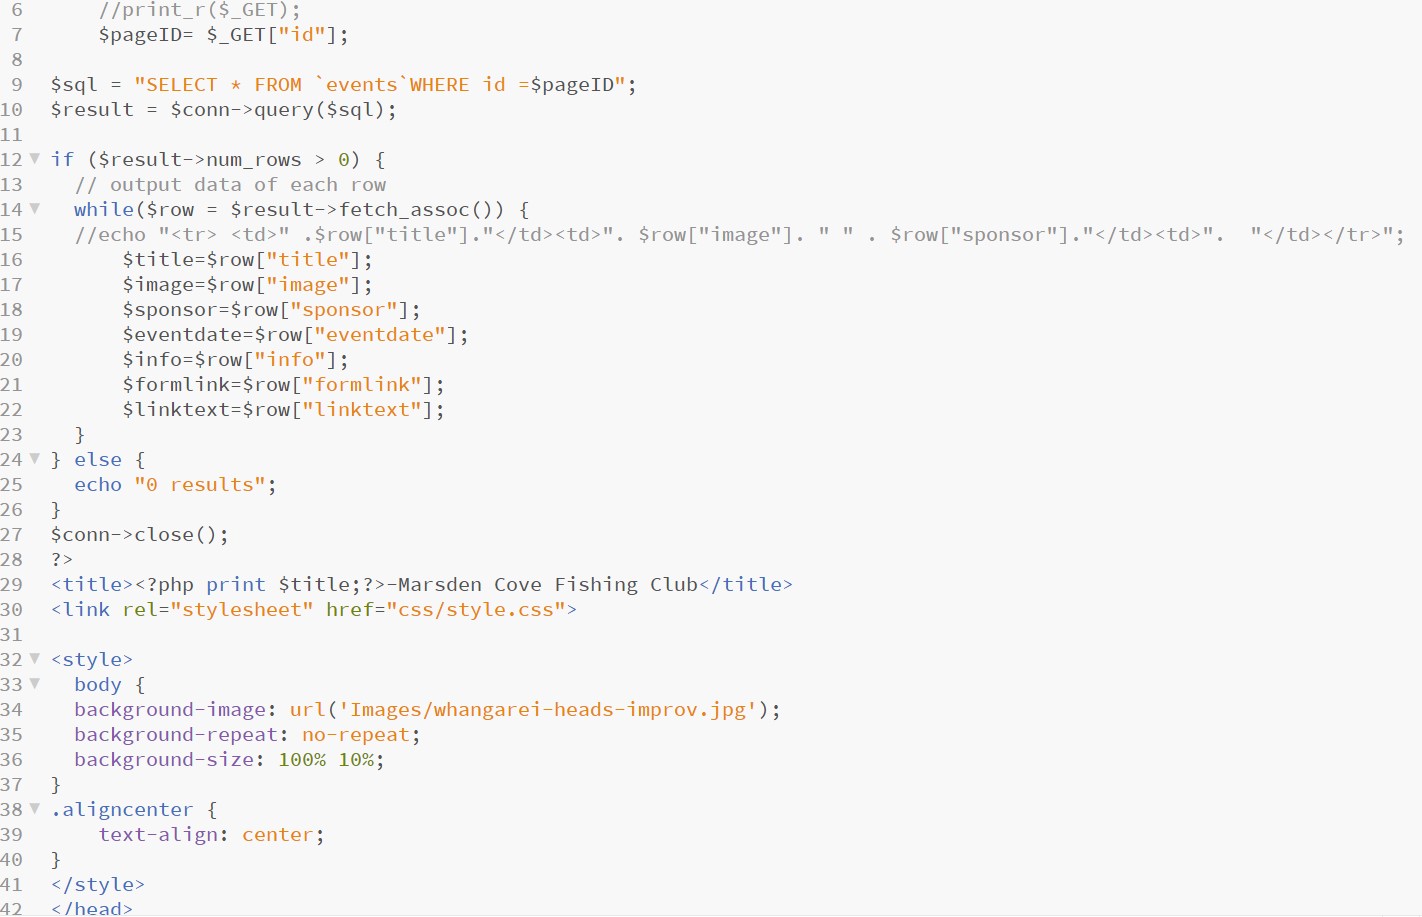 6 //print_r($_GET);
7 $pageID= $_GET["id"];
8
9 $sql = "SELECT * FROM `events`WHERE id =$pageID";
10 $result = $conn->query($sql);
11
12 if ($result->num_rows > 0) {
13 // output data of each row
14 while($row = $result->fetch_assoc()) {
15 //echo "<tr> <td>" .$row["title"]."</td><td>". $row["image"]. " " . $row["sponsor"]."</td><td>".  "</td></tr>";
16 $title=$row["title"];
17 $image=$row["image"];
18 $sponsor=$row["sponsor"];
19 $eventdate=$row["eventdate"];
20 $info=$row["info"];
21 $formlink=$row["formlink"];
22 $linktext=$row["linktext"];
23 }
24 } else {
25 echo "0 results";
26 }
27 $conn->close();
28 ?>
29 <title><?php print $title;?>-Marsden Cove Fishing Club</title>
30 <link rel="stylesheet" href="css/style.css">
31
32 <style>
33 body {
34 background-image: url('Images/whangarei-heads-improv.jpg');
35 background-repeat: no-repeat;
36 background-size: 100% 10%;
37 }
38 .aligncenter {
39 text-align: center;
40 }
41 </style>
42 </head>